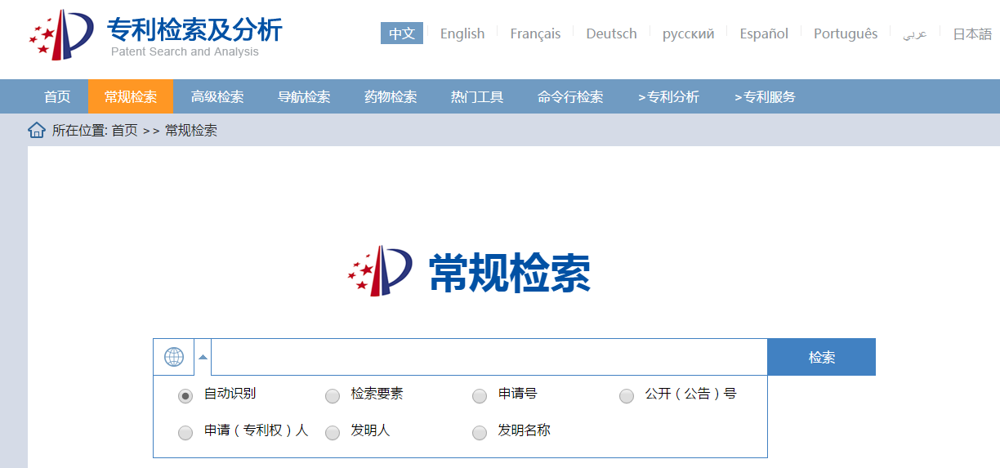 专利检索及分析
Patent Search and Analysis
中文 English Français Deutsch русский Español Português عربي 日本語
首页 常规检索 高级检索 导航检索 药物检索 热门工具 命令行检索 >专利分析 >专利服务
所在位置: 首页 >> 常规检索
常规检索
检索
自动识别 检索要素 申请号 公开（公告）号
申请（专利权）人 发明人 发明名称